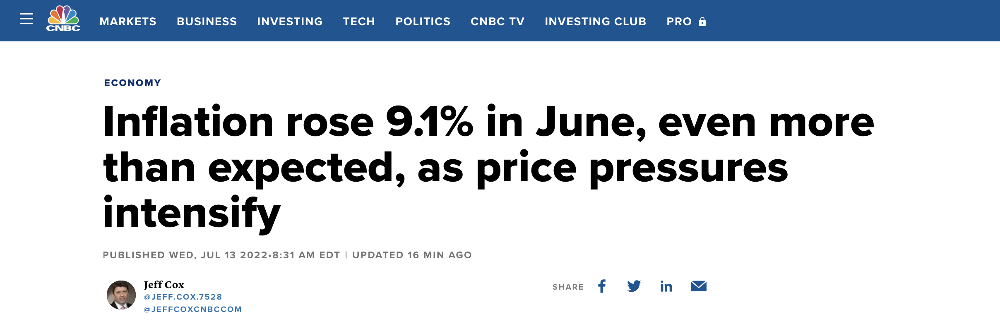 CNBC
MARKETS BUSINESS INVESTING TECH POLITICS CNBC TV INVESTING CLUB PRO
ECONOMY
Inflation rose 9.1% in June, even more
than expected, as price pressures
intensify
PUBLISHED WED, JUL 13 2022•8:31 AM EDT | UPDATED 16 MIN AGO
Jeff Cox
@JEFF.COX.7528
@JEFFCOXCNBCCOM
SHARE